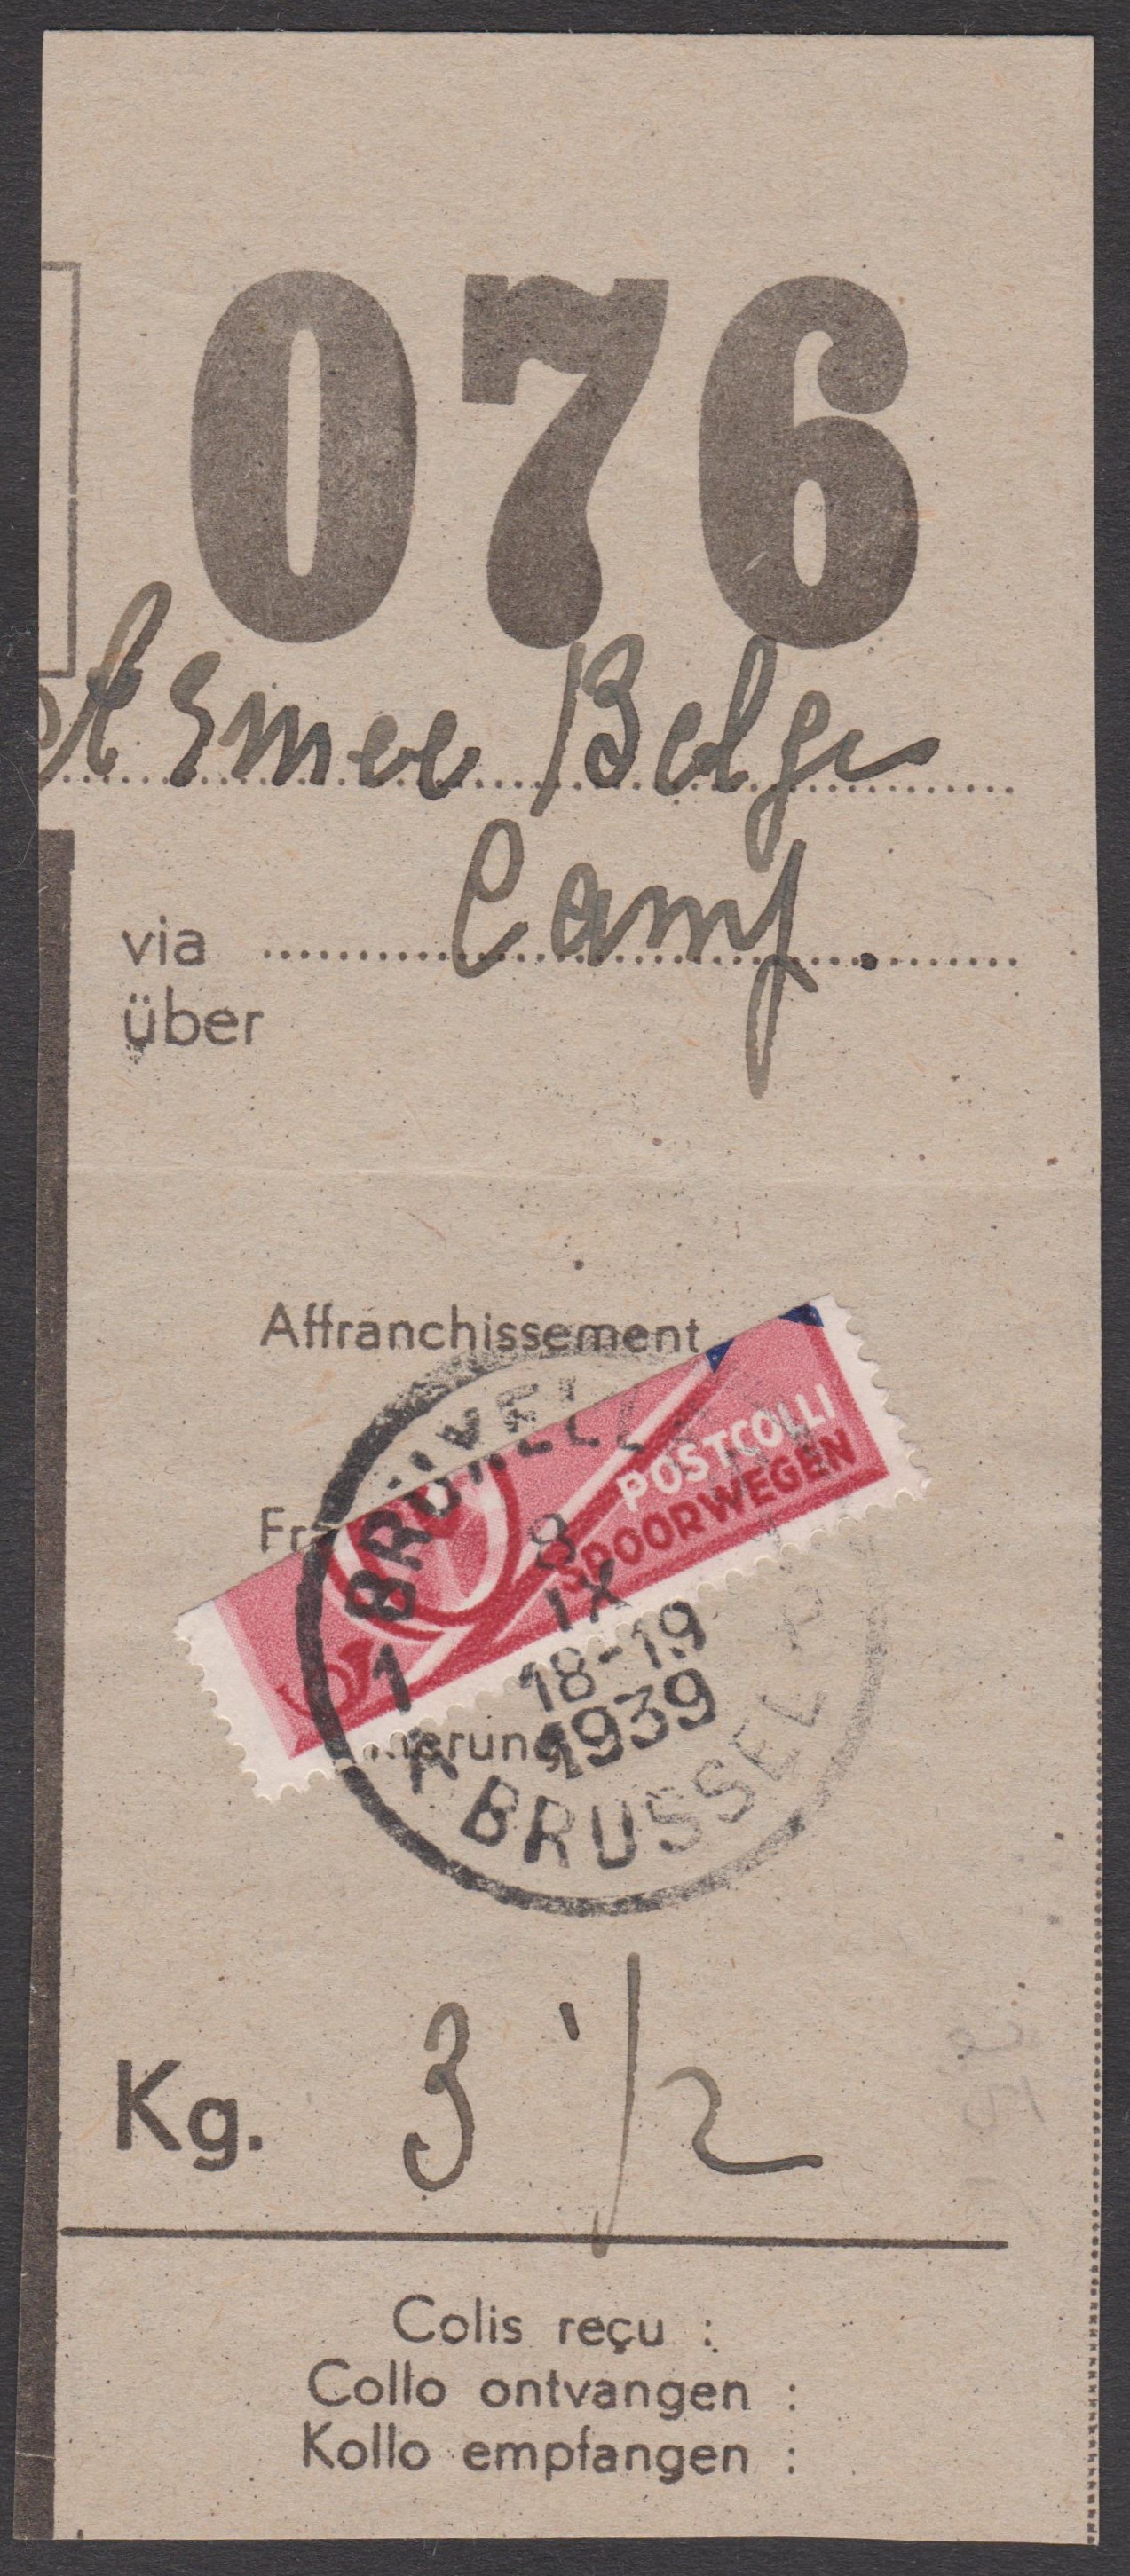 076
Armee Belge
Camp.
via
über
Affranchissement
POSTCOLLI
SPOORWEGEN
1 BRUXELLES
8
IX
18-19
1939
A BRUSSEL
Kg. 3 1/2
Colis reçu :
Collo ontvangen :
Kollo empfangen :